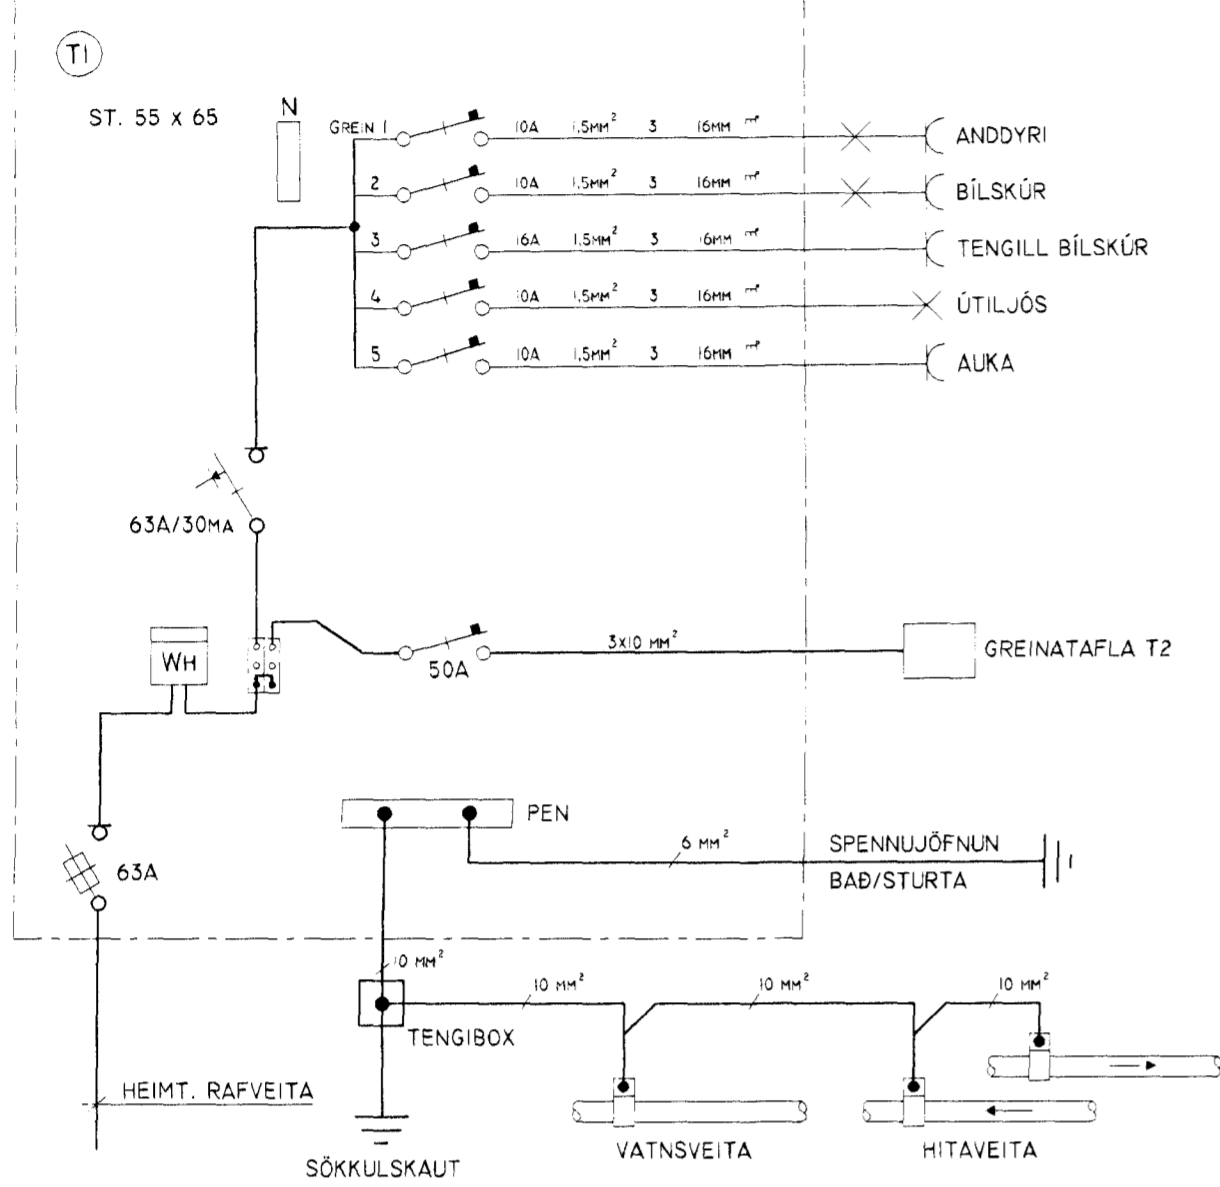 T1
ST. 55 x 65
N
GREIN 1 10A 1,5MM² 3 16MM ANDDYRI
2 10A 1,5MM² 3 16MM BÍLSKÚR
3 16A 1,5MM² 3 16MM TENGILL BÍLSKÚR
4 10A 1,5MM² 3 16MM ÚTILJÓS
5 10A 1,5MM² 3 16MM AUKA
63A/30MA
WH
50A
3X10 MM²
GREINATAFLA T2
PEN
63A
6 MM²
SPENNUJÖFNUN
BAÐ/STURTA
10 MM²
10 MM² 10 MM² 10 MM²
TENGIBOX
HEIMT. RAFVEITA
SÖKKULSKAUT
VATNSVEITA
HITAVEITA